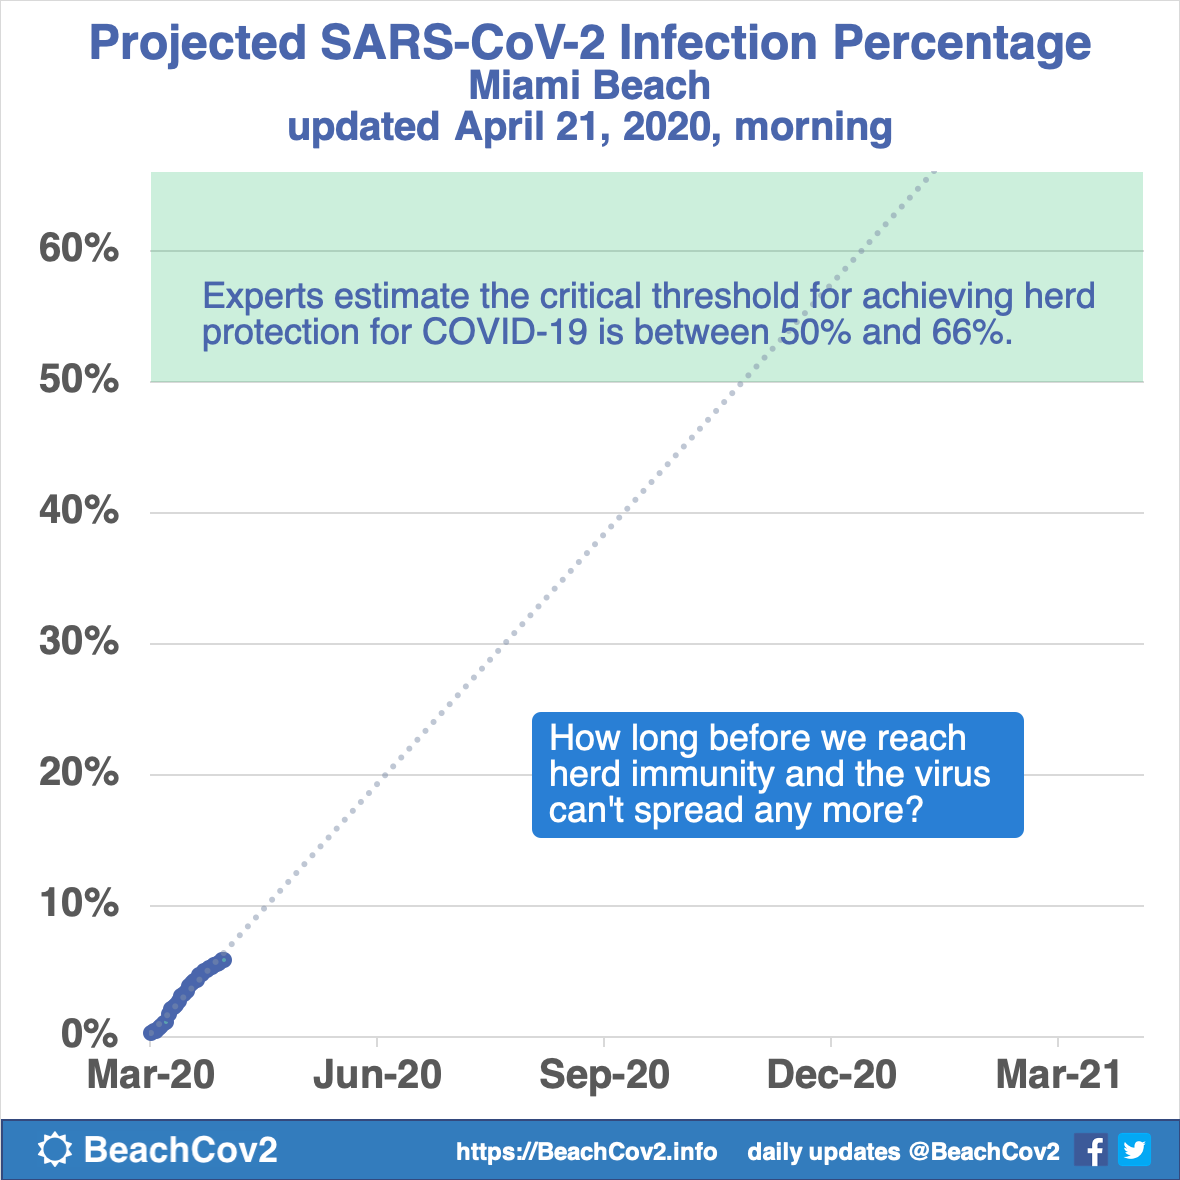 Projected SARS-CoV-2 Infection Percentage
Miami Beach
updated April 21, 2020, morning
60%
Experts estimate the critical threshold for achieving herd
protection for COVID-19 is between 50% and 66%.
50%
40%
30%
How long before we reach
herd immunity and the virus
can't spread any more?
20%
10%
0%
Mar-20 Jun-20 Sep-20 Dec-20 Mar-21
BeachCov2 https://BeachCov2.info daily updates @BeachCov2 f